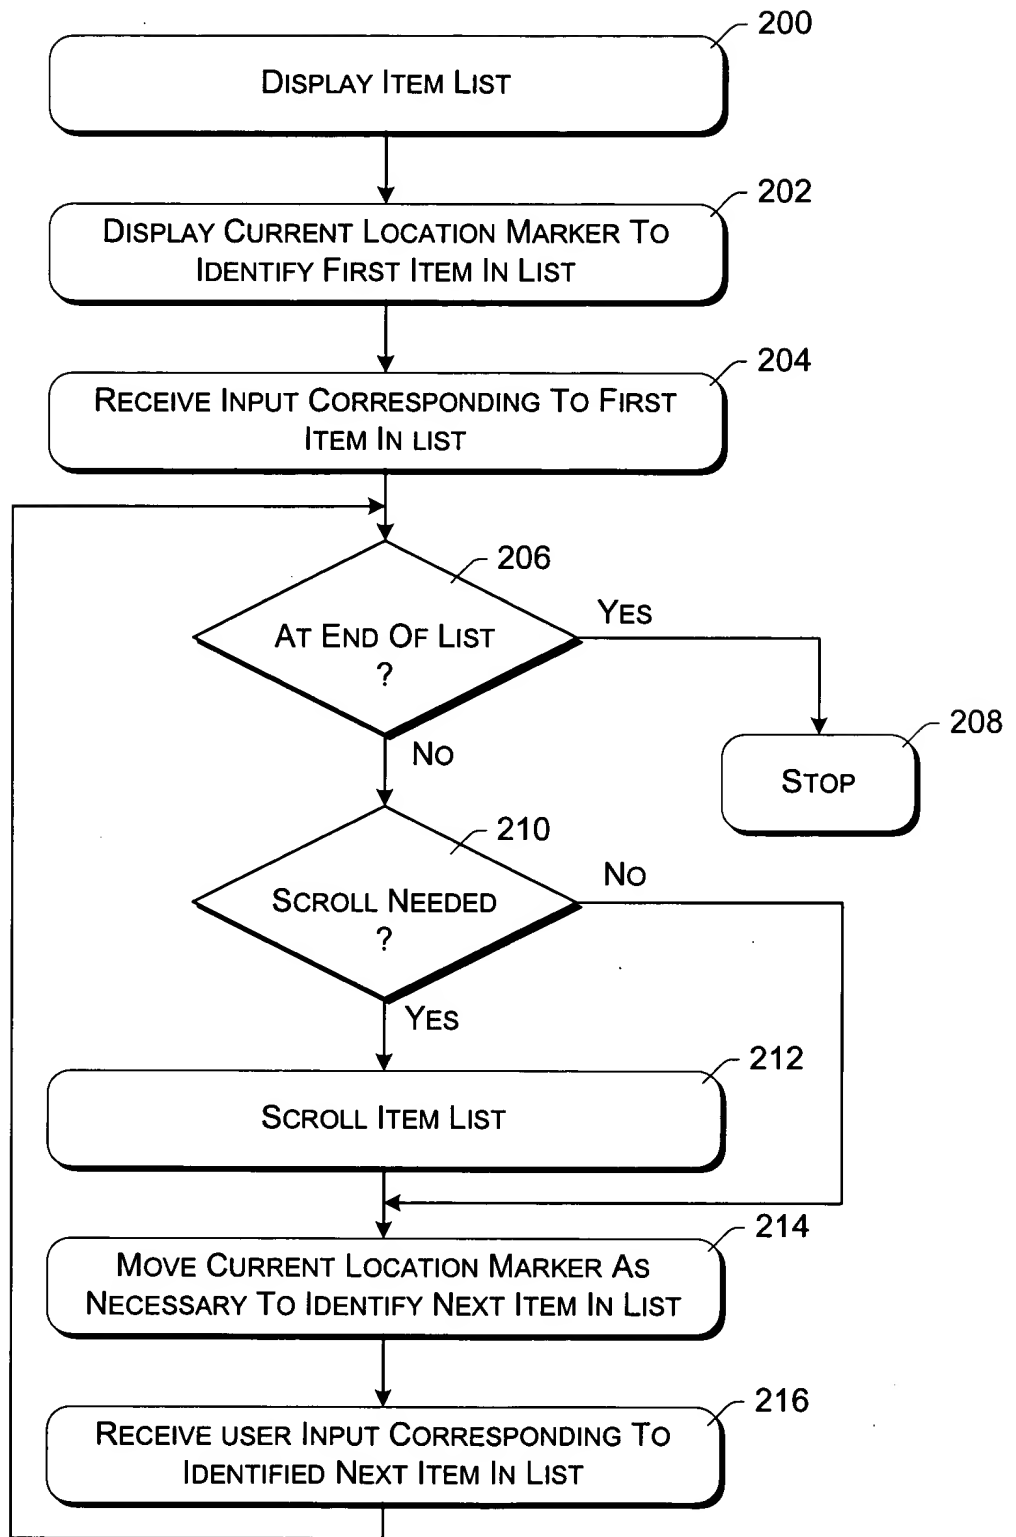 200
DISPLAY ITEM LIST
202
DISPLAY CURRENT LOCATION MARKER TO
IDENTIFY FIRST ITEM IN LIST
204
RECEIVE INPUT CORRESPONDING TO FIRST
ITEM IN LIST
206
AT END OF LIST
?
YES
NO
208
STOP
210
SCROLL NEEDED
?
NO
YES
212
SCROLL ITEM LIST
214
MOVE CURRENT LOCATION MARKER AS
NECESSARY TO IDENTIFY NEXT ITEM IN LIST
216
RECEIVE USER INPUT CORRESPONDING TO
IDENTIFIED NEXT ITEM IN LIST